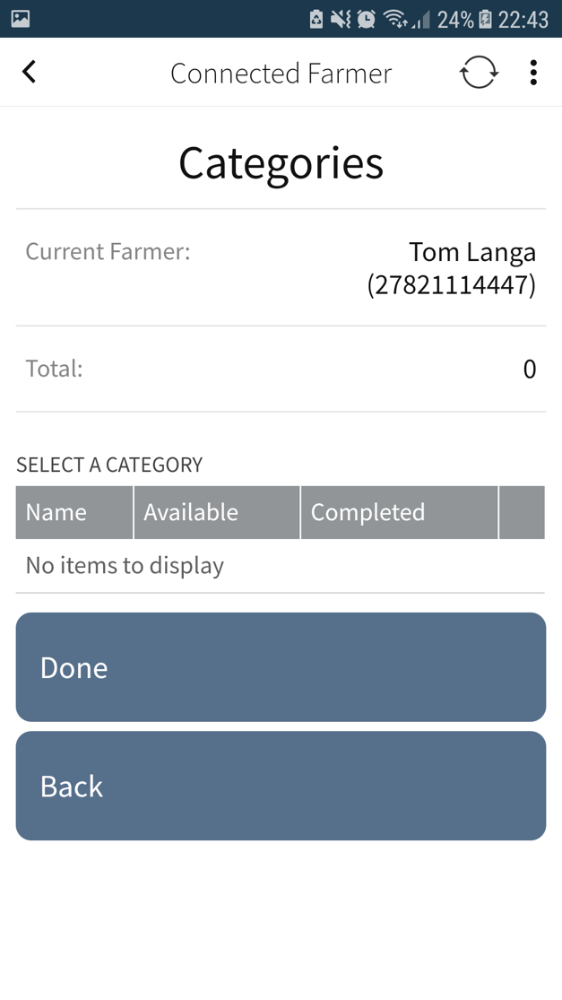 24% 22:43
Connected Farmer
Categories
Current Farmer: Tom Langa
(27821114447)
Total: 0
SELECT A CATEGORY
Name Available Completed
No items to display
Done
Back